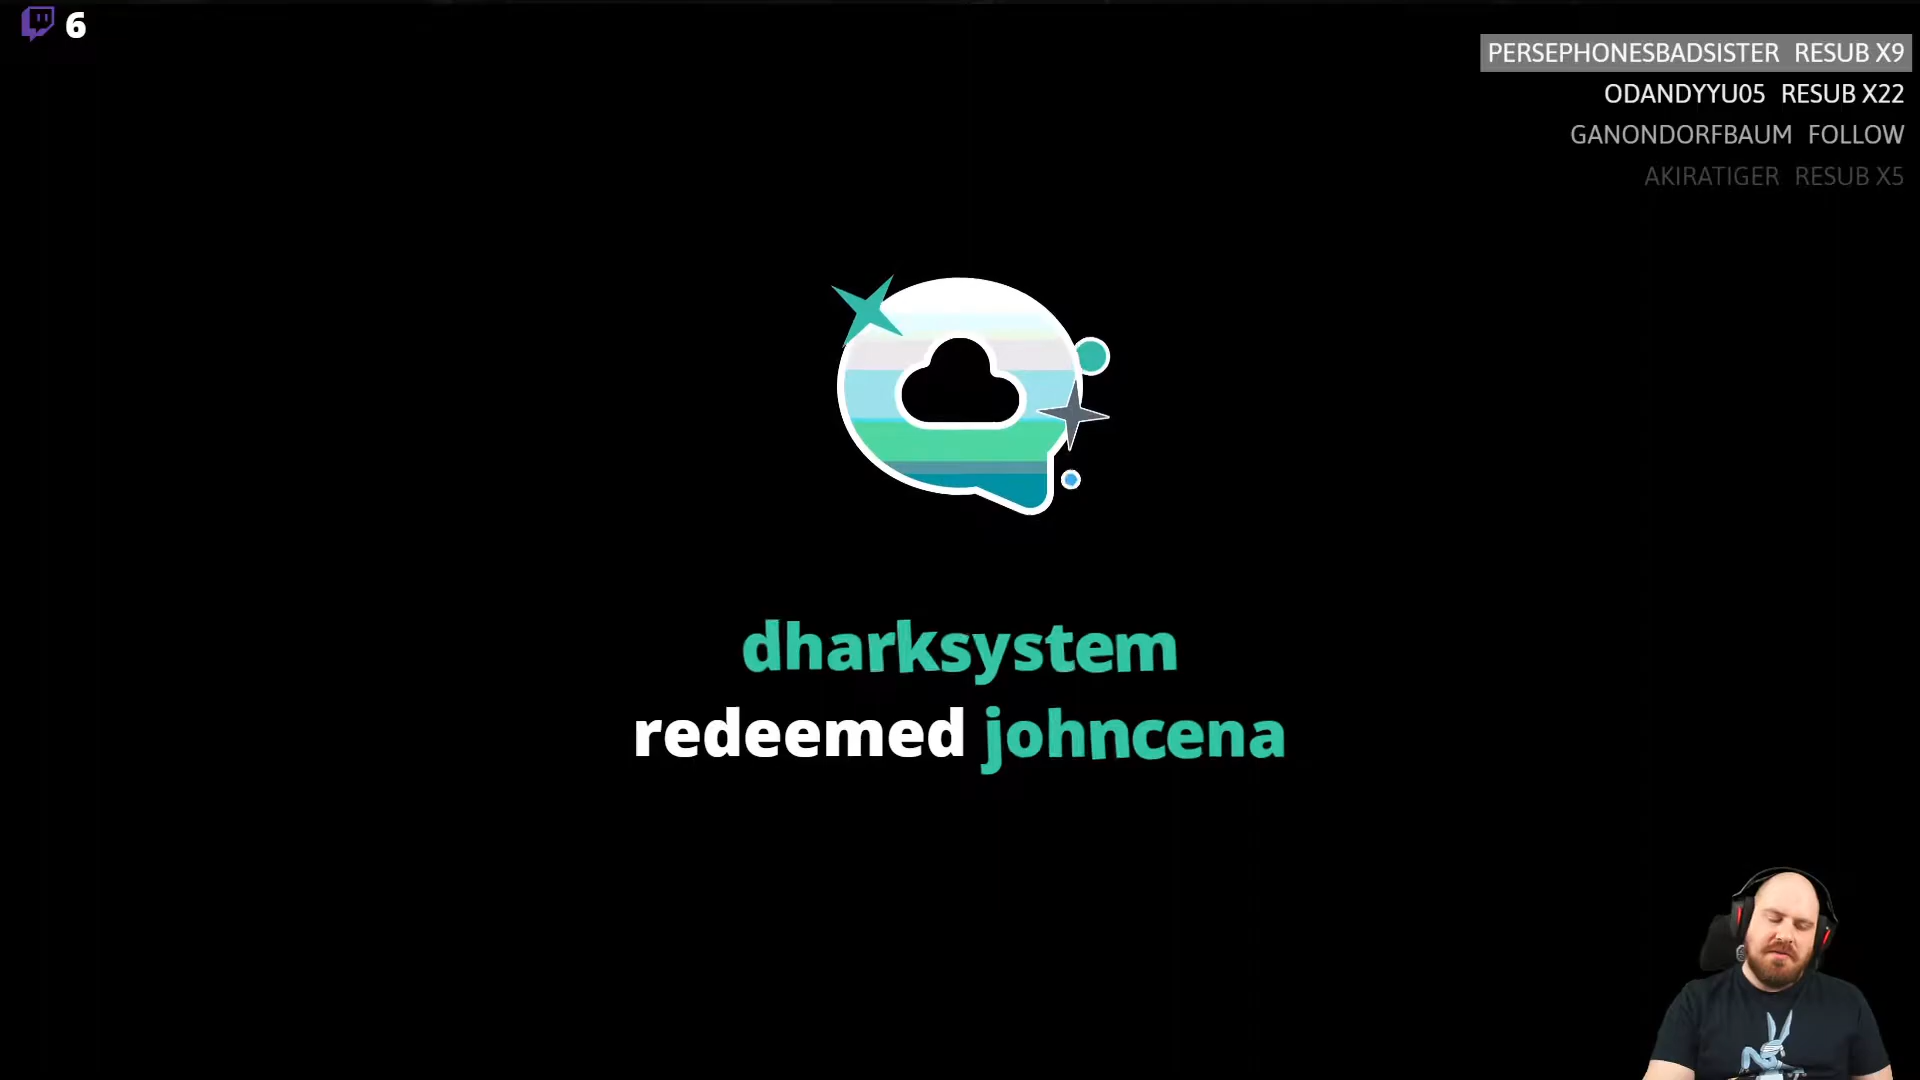 6
PERSEPHONESBADSISTER RESUB X9
ODANDYYU05 RESUB X22
GANONDORFBAUM FOLLOW
AKIRATIGER RESUB X5
dharksystem
redeemed johncena